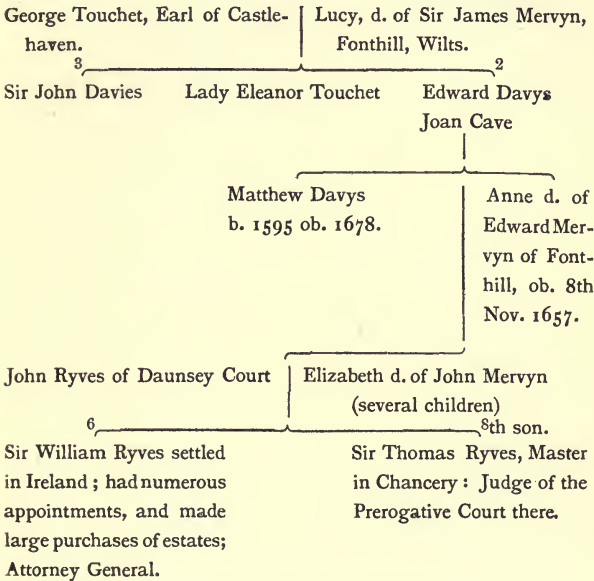 George Touchet, Earl of Castle-
haven.
Lucy, d. of Sir James Mervyn,
Fonthill, Wilts.
3
2
Sir John Davies
Lady Eleanor Touchet
Edward Davys
Joan Cave
Matthew Davys
b. 1595 ob. 1678.
Anne d. of
Edward Mer-
vyn of Font-
hill, ob. 8th
Nov. 1657.
John Ryves of Daunsey Court
Elizabeth d. of John Mervyn
(several children)
6
8th son.
Sir William Ryves settled
in Ireland; had numerous
appointments, and made
large purchases of estates;
Attorney General.
Sir Thomas Ryves, Master
in Chancery: Judge of the
Prerogative Court there.